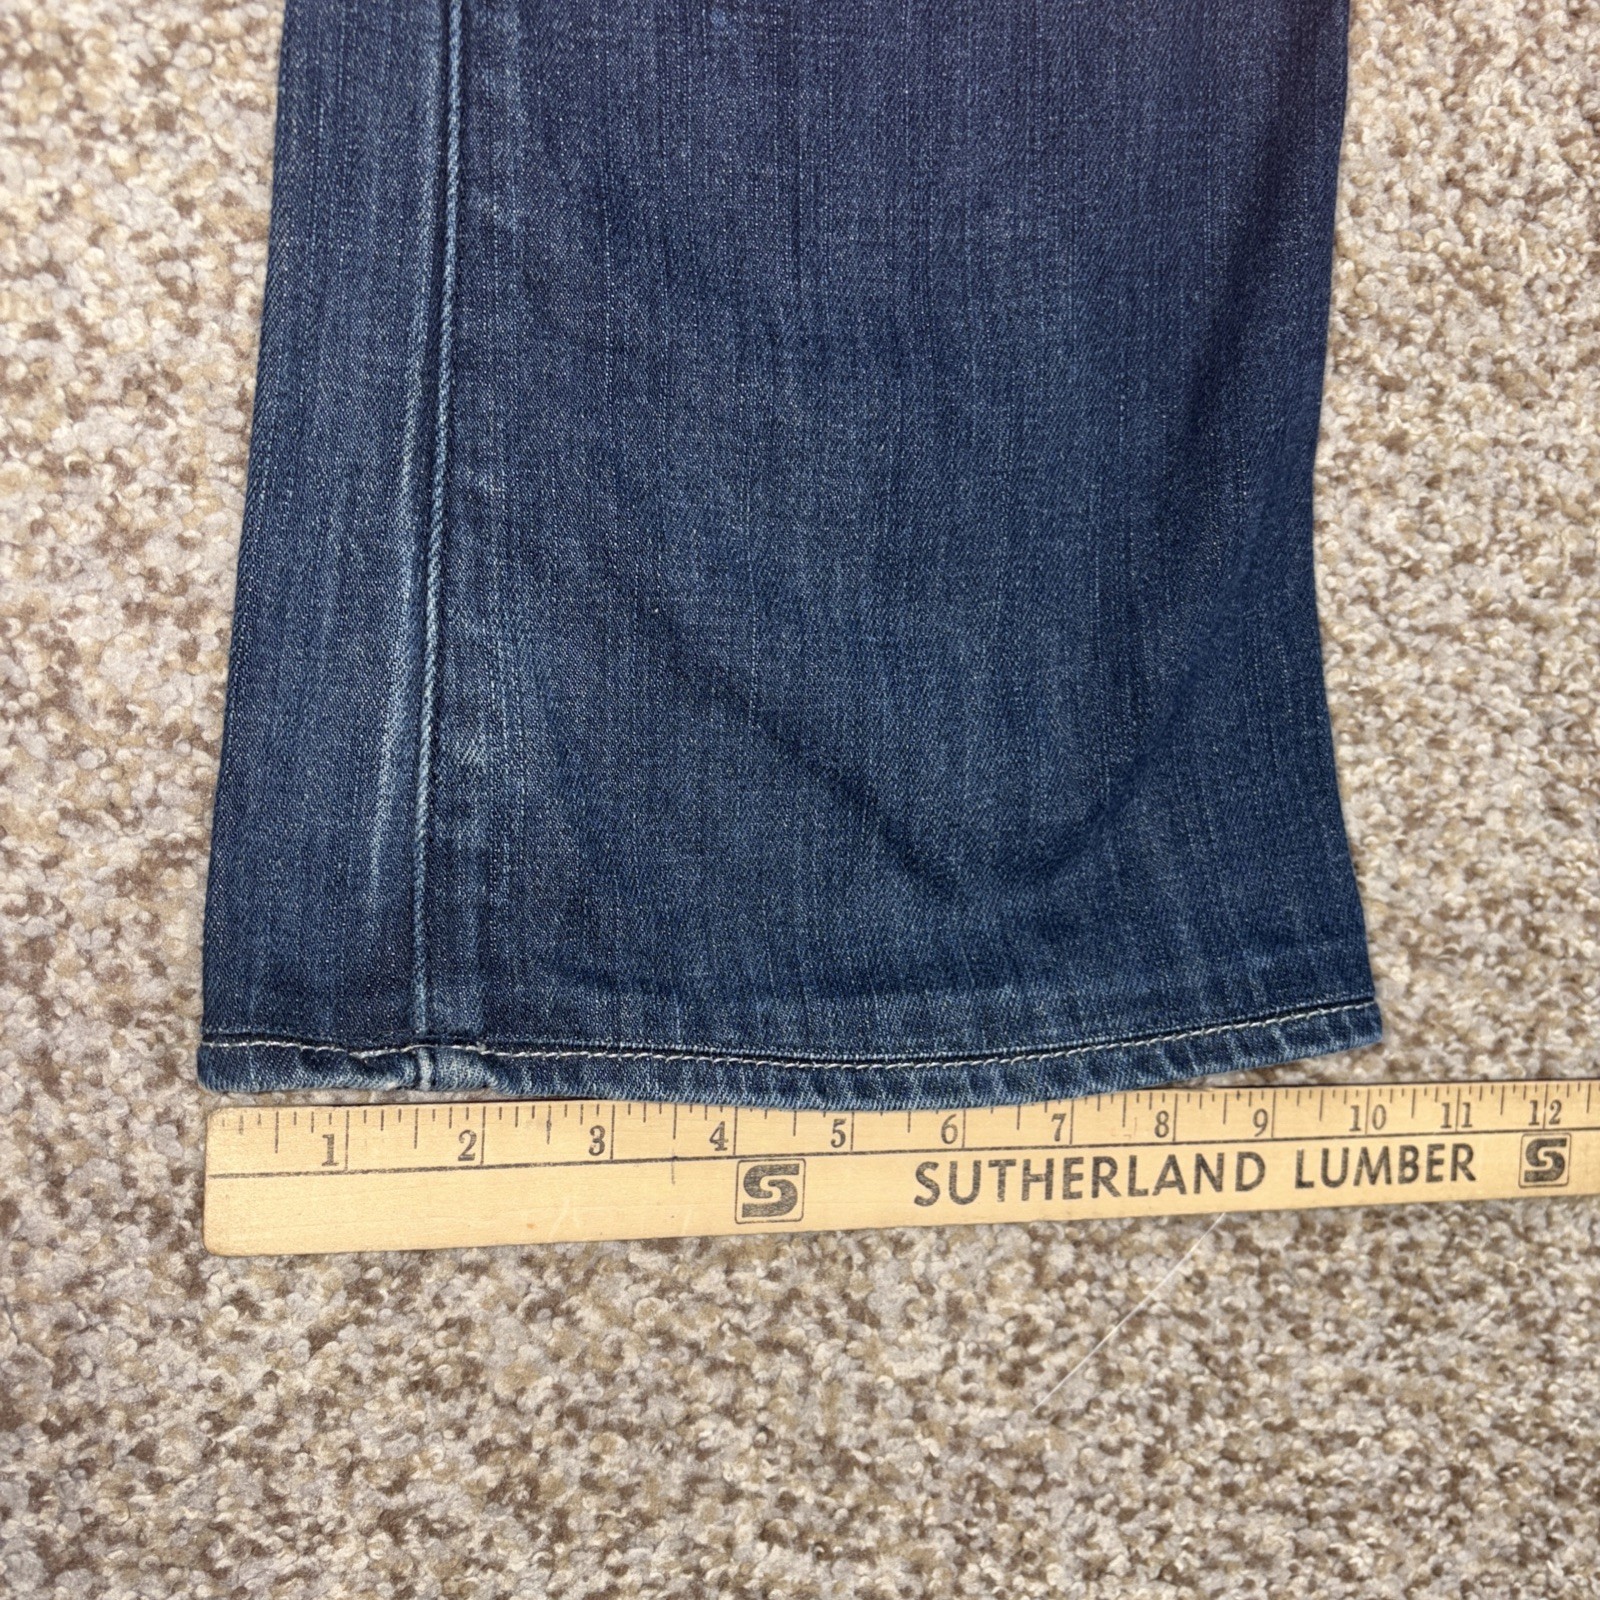 1 2 3 4 5 6 7 8 9 10 11 12
S SUTHERLAND LUMBER S